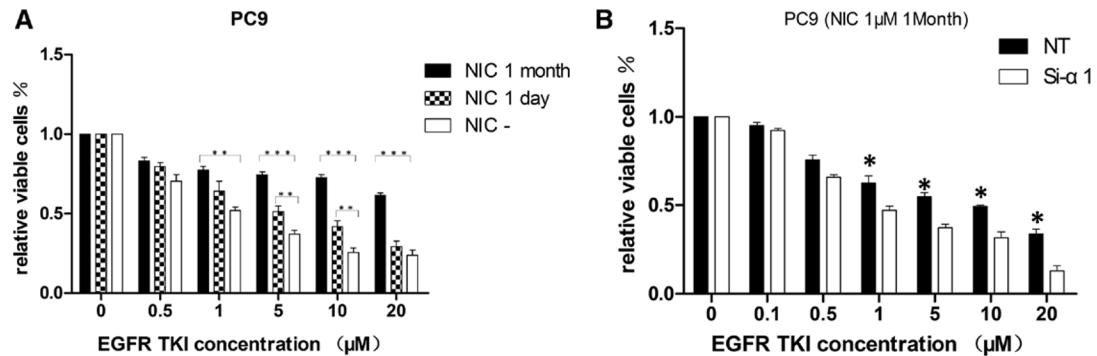 A
PC9
relative viable cells %
1.5
1.0
0.5
0.0
NIC 1 month
NIC 1 day
NIC -
** *** *** ***
** **
0 0.5 1 5 10 20
EGFR TKI concentration （μM）
B
PC9 (NIC 1μM 1Month)
relative viable cells %
1.5
1.0
0.5
0.0
NT
Si-α 1
* * * *
0 0.1 0.5 1 5 10 20
EGFR TKI concentration （μM）